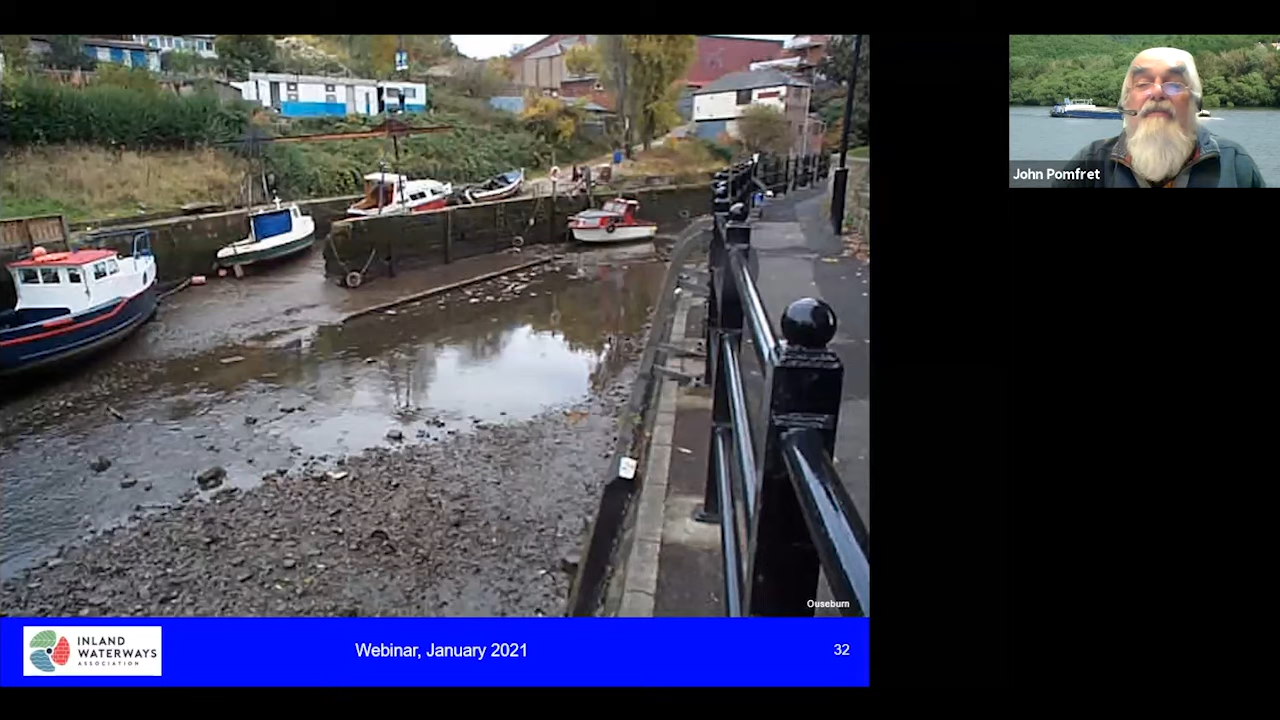 John Pomfret
Ouseburn
INLAND
WATERWAYS
ASSOCIATION
Webinar, January 2021
32